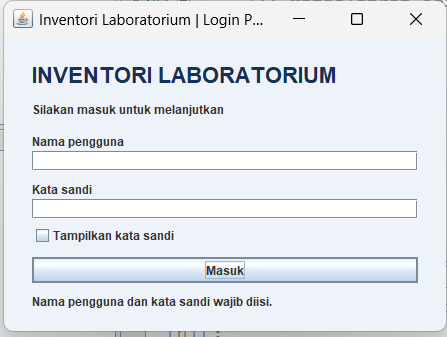 Inventori Laboratorium | Login P...
INVENTORI LABORATORIUM
Silakan masuk untuk melanjutkan
Nama pengguna
Kata sandi
Tampilkan kata sandi
Masuk
Nama pengguna dan kata sandi wajib diisi.